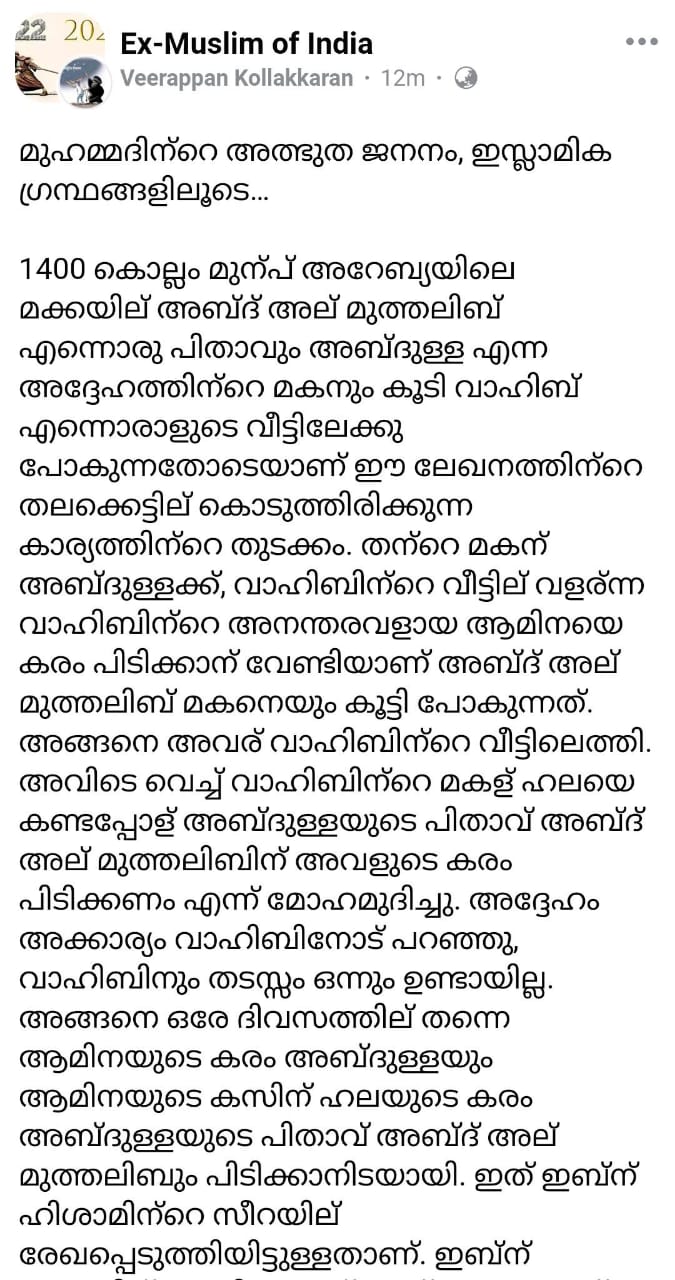 22 202
Ex-Muslim of India
Veerappan Kollakkaran · 12m ·
മുഹമ്മദിന്റെ അത്ഭുത ജനനം, ഇസ്ലാമിക
ഗ്രന്ഥങ്ങളിലൂടെ...
1400 കൊല്ലം മുന്പ് അറേബ്യയിലെ
മക്കയില് അബ്ദ് അല് മുത്തലിബ്
എന്നൊരു പിതാവും അബ്ദുള്ള എന്ന
അദ്ദേഹത്തിന്റെ മകനും കൂടി വാഹിബ്
എന്നൊരാളുടെ വീട്ടിലേക്കു
പോകുന്നതോടെയാണ് ഈ ലേഖനത്തിന്റെ
തലക്കെട്ടില് കൊടുത്തിരിക്കുന്ന
കാര്യത്തിന്റെ തുടക്കം. തന്റെ മകന്
അബ്ദുള്ളക്ക്, വാഹിബിന്റെ വീട്ടില് വളര്ന്ന
വാഹിബിന്റെ അനന്തരവളായ ആമിനയെ
കരം പിടിക്കാന് വേണ്ടിയാണ് അബ്ദ് അല്
മുത്തലിബ് മകനെയും കൂട്ടി പോകുന്നത്.
അങ്ങനെ അവര് വാഹിബിന്റെ വീട്ടിലെത്തി.
അവിടെ വെച്ച് വാഹിബിന്റെ മകള് ഹലയെ
കണ്ടപ്പോള് അബ്ദുള്ളയുടെ പിതാവ് അബ്ദ്
അല് മുത്തലിബിന് അവളുടെ കരം
പിടിക്കണം എന്ന് മോഹമുദിച്ചു. അദ്ദേഹം
അക്കാര്യം വാഹിബിനോട് പറഞ്ഞു,
വാഹിബിനും തടസ്സം ഒന്നും ഉണ്ടായില്ല.
അങ്ങനെ ഒരേ ദിവസത്തില് തന്നെ
ആമിനയുടെ കരം അബ്ദുള്ളയും
ആമിനയുടെ കസിന് ഹലയുടെ കരം
അബ്ദുള്ളയുടെ പിതാവ് അബ്ദ് അല്
മുത്തലിബും പിടിക്കാനിടയായി. ഇത് ഇബ്ന്
ഹിശാമിന്റെ സീറയില്
രേഖപ്പെടുത്തിയിട്ടുള്ളതാണ്. ഇബ്ന്